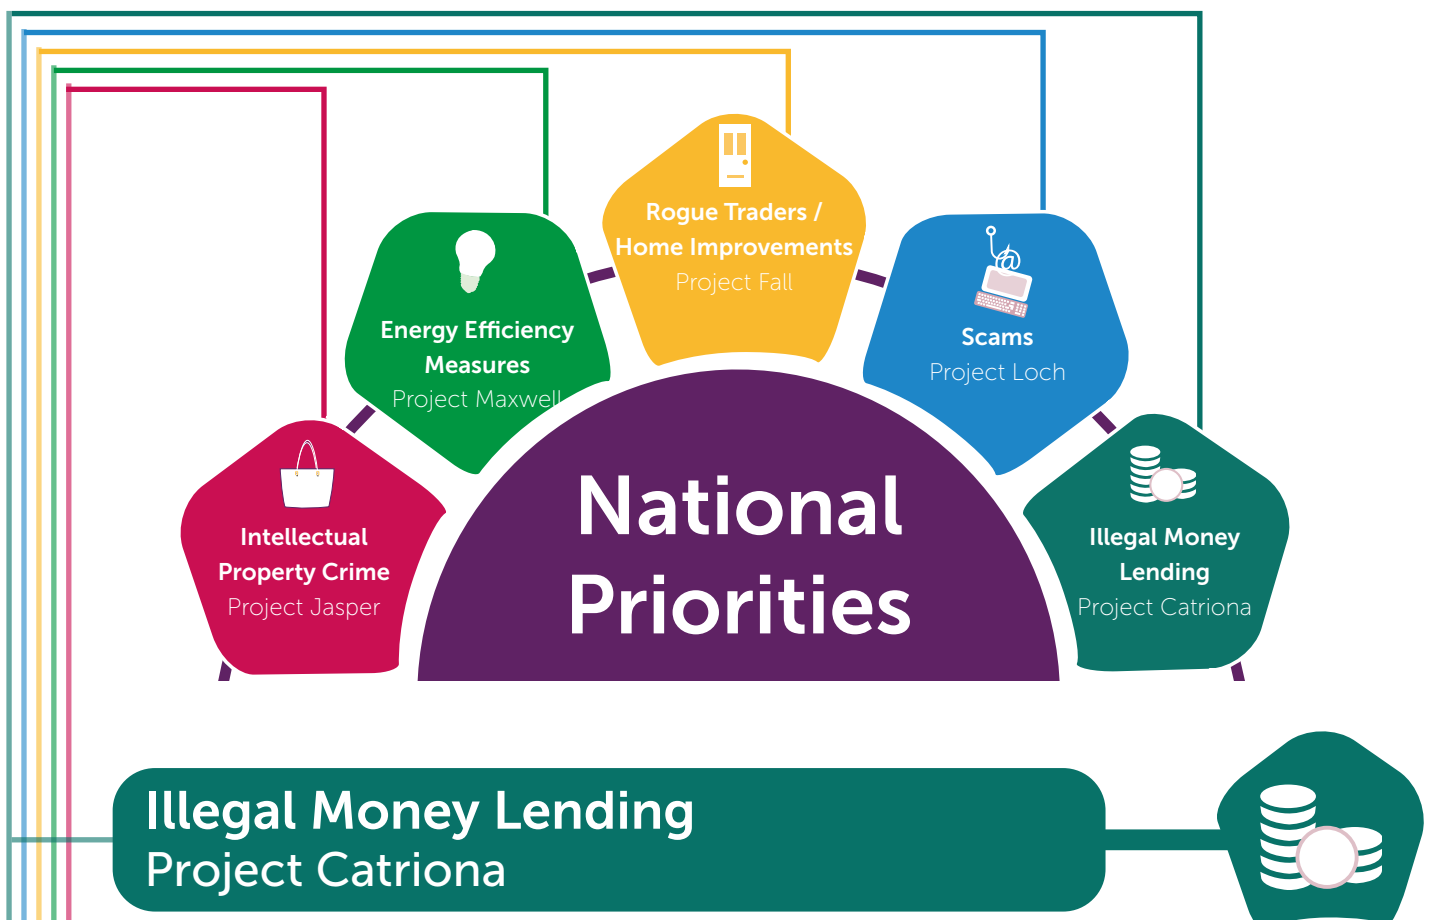 Rogue Traders /
Home Improvements
Project Fall
Energy Efficiency
Measures
Project Maxwell
Scams
Project Loch
Intellectual
Property Crime
Project Jasper
National
Priorities
Illegal Money
Lending
Project Catriona
Illegal Money Lending
Project Catriona